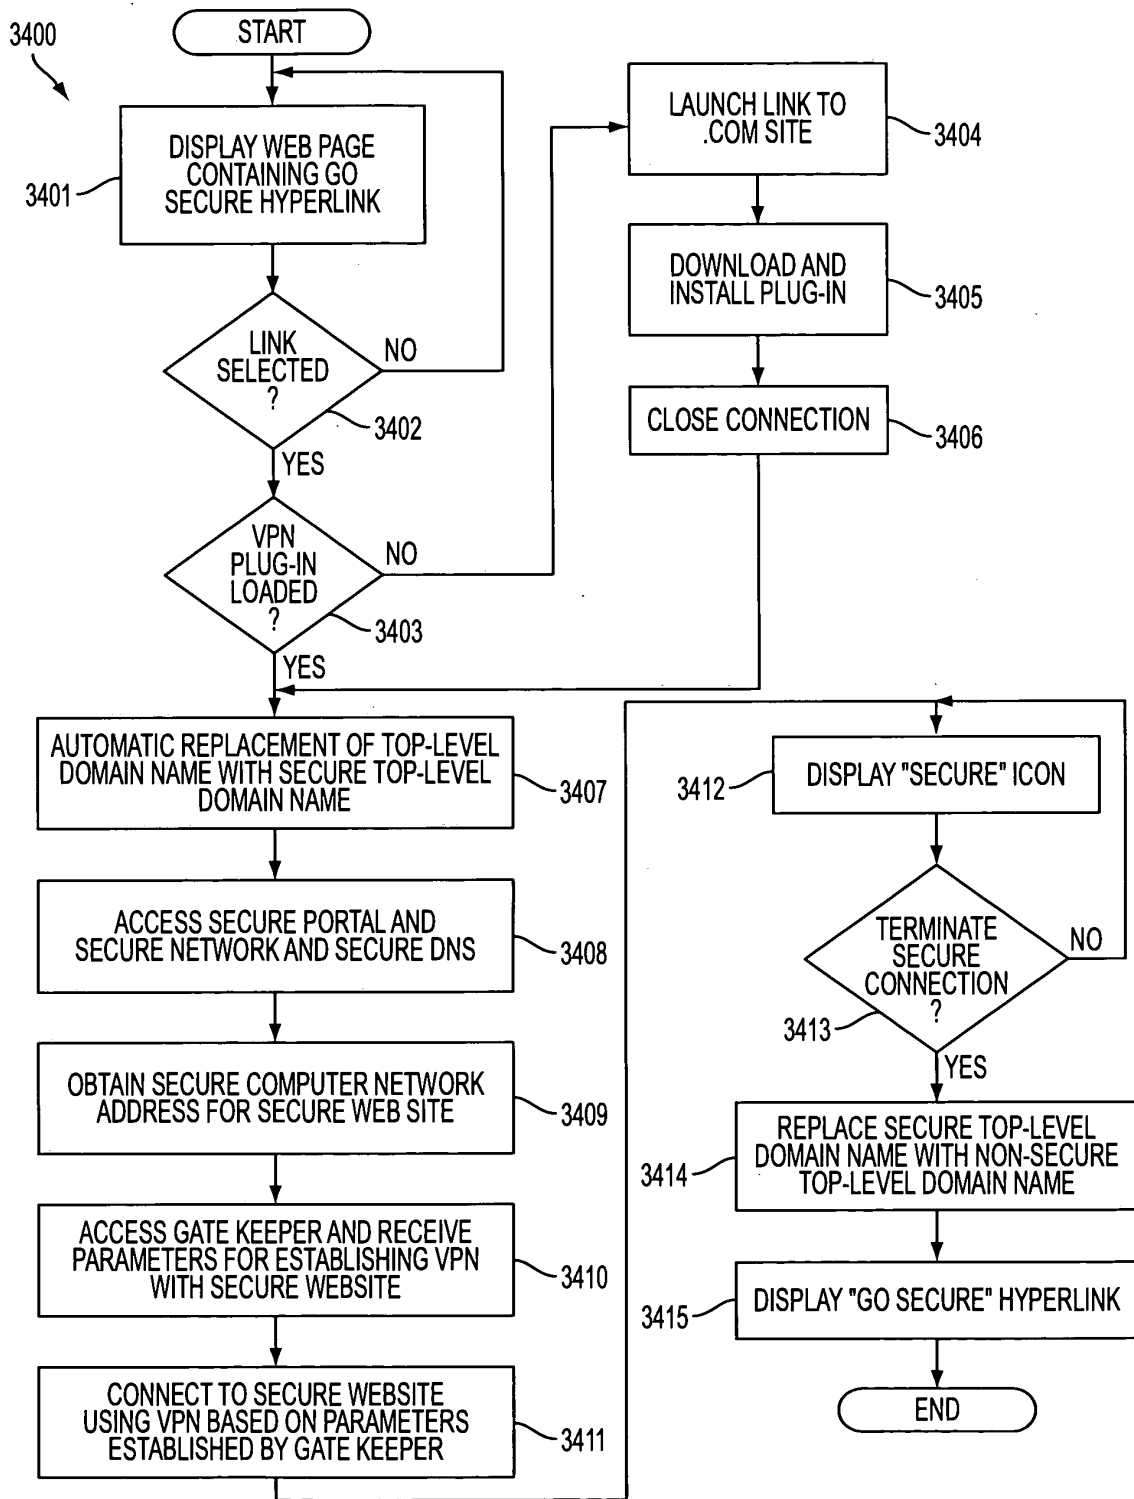 3400
START
DISPLAY WEB PAGE
CONTAINING GO
SECURE HYPERLINK
3401
LINK
SELECTED
?
NO
3402
YES
VPN
PLUG-IN
LOADED
?
NO
3403
YES
LAUNCH LINK TO
.COM SITE
3404
DOWNLOAD AND
INSTALL PLUG-IN
3405
CLOSE CONNECTION
3406
AUTOMATIC REPLACEMENT OF TOP-LEVEL
DOMAIN NAME WITH SECURE TOP-LEVEL
DOMAIN NAME
3407
ACCESS SECURE PORTAL AND
SECURE NETWORK AND SECURE DNS
3408
OBTAIN SECURE COMPUTER NETWORK
ADDRESS FOR SECURE WEB SITE
3409
ACCESS GATE KEEPER AND RECEIVE
PARAMETERS FOR ESTABLISHING VPN
WITH SECURE WEBSITE
3410
CONNECT TO SECURE WEBSITE
USING VPN BASED ON PARAMETERS
ESTABLISHED BY GATE KEEPER
3411
3412
DISPLAY "SECURE" ICON
TERMINATE
SECURE
CONNECTION
?
NO
3413
YES
REPLACE SECURE TOP-LEVEL
DOMAIN NAME WITH NON-SECURE
TOP-LEVEL DOMAIN NAME
3414
DISPLAY "GO SECURE" HYPERLINK
3415
END